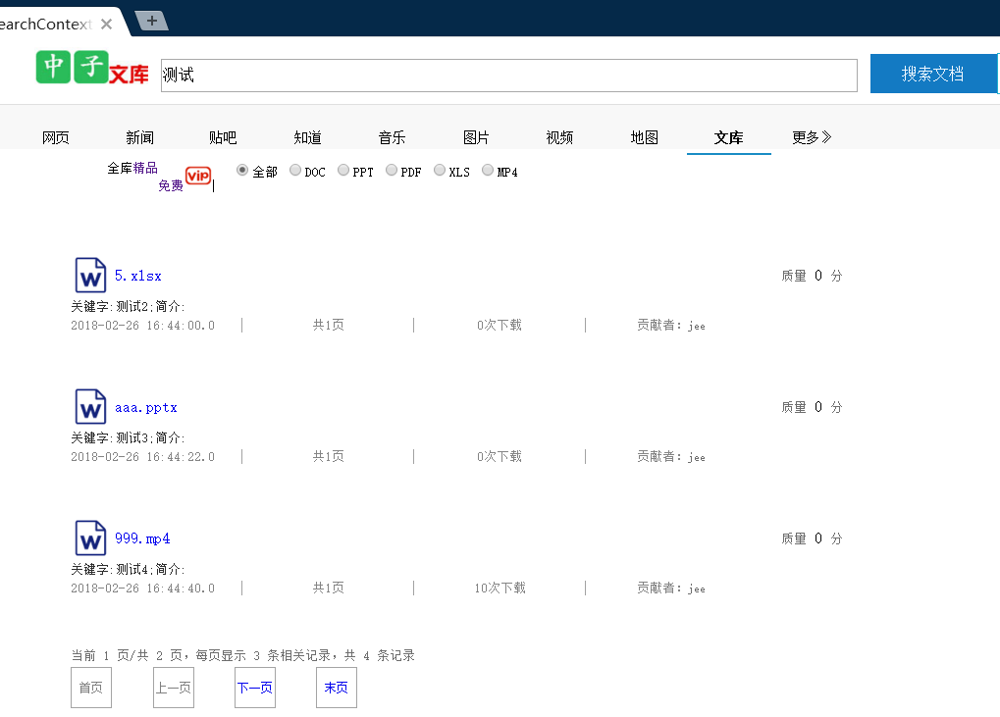 earchContext
中子文库
测试
搜索文档
网页 新闻 贴吧 知道 音乐 图片 视频 地图 文库 更多
全库精品
免费 vip
全部 DOC PPT PDF XLS MP4
W 5.xlsx 质量 0 分
关键字:测试2;简介:
2018-02-26 16:44:00.0 | 共1页 | 0次下载 | 贡献者: jee
W aaa.pptx 质量 0 分
关键字:测试3;简介:
2018-02-26 16:44:22.0 | 共1页 | 0次下载 | 贡献者: jee
W 999.mp4 质量 0 分
关键字:测试4;简介:
2018-02-26 16:44:40.0 | 共1页 | 10次下载 | 贡献者: jee
当前 1 页/共 2 页，每页显示 3 条相关记录，共 4 条记录
首页 上一页 下一页 末页